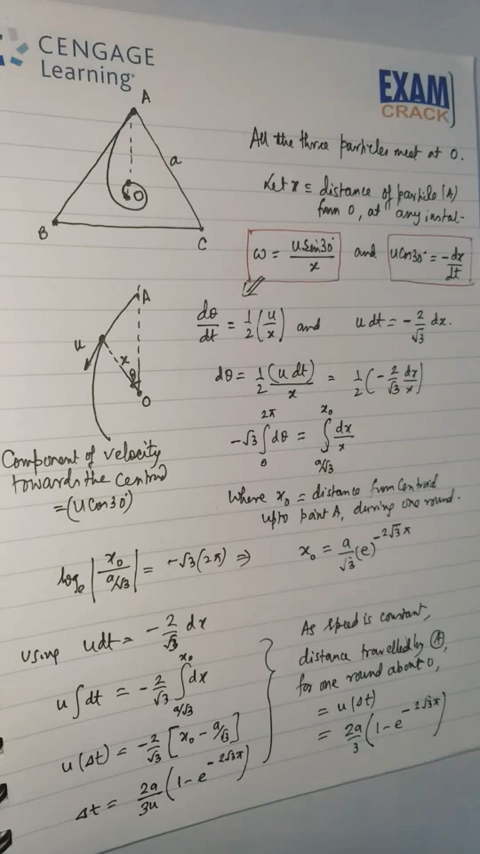 CENGAGE
Learning®
EXAM
CRACK
A
a
O
B
C
All the three particles meet at O.
Let x = distance of particle (A)
from O, at any instal-
ω = uSin30°/x and uCos30° = -dx/dt
A
u
x
θ
O
dθ/dt = 1/2 (u/x) and u dt = -2/√3 dx.
dθ = 1/2 (u dt)/x = 1/2 (-2/√3 dx/x)
-√3 ∫₀^2π dθ = ∫_{a/√3}^{x₀} dx/x
Component of velocity
towards the centroid
= (u Cos30°)
Where x₀ = distance from centroid
upto point A, during one round.
logₑ |x₀/(a/√3)| = -√3(2π) ⇒ x₀ = a/√3 (e)^{-2√3π}
Using udt = -2/√3 dx
u∫dt = -2/√3 ∫_{a/√3}^{x₀} dx
u(Δt) = -2/√3 [x₀ - a/√3]
Δt = 2a/3u (1 - e^{-2√3π})
As speed is constant,
distance travelled by (A),
for one round about O,
= u(Δt)
= 2a/3 (1 - e^{-2√3π})